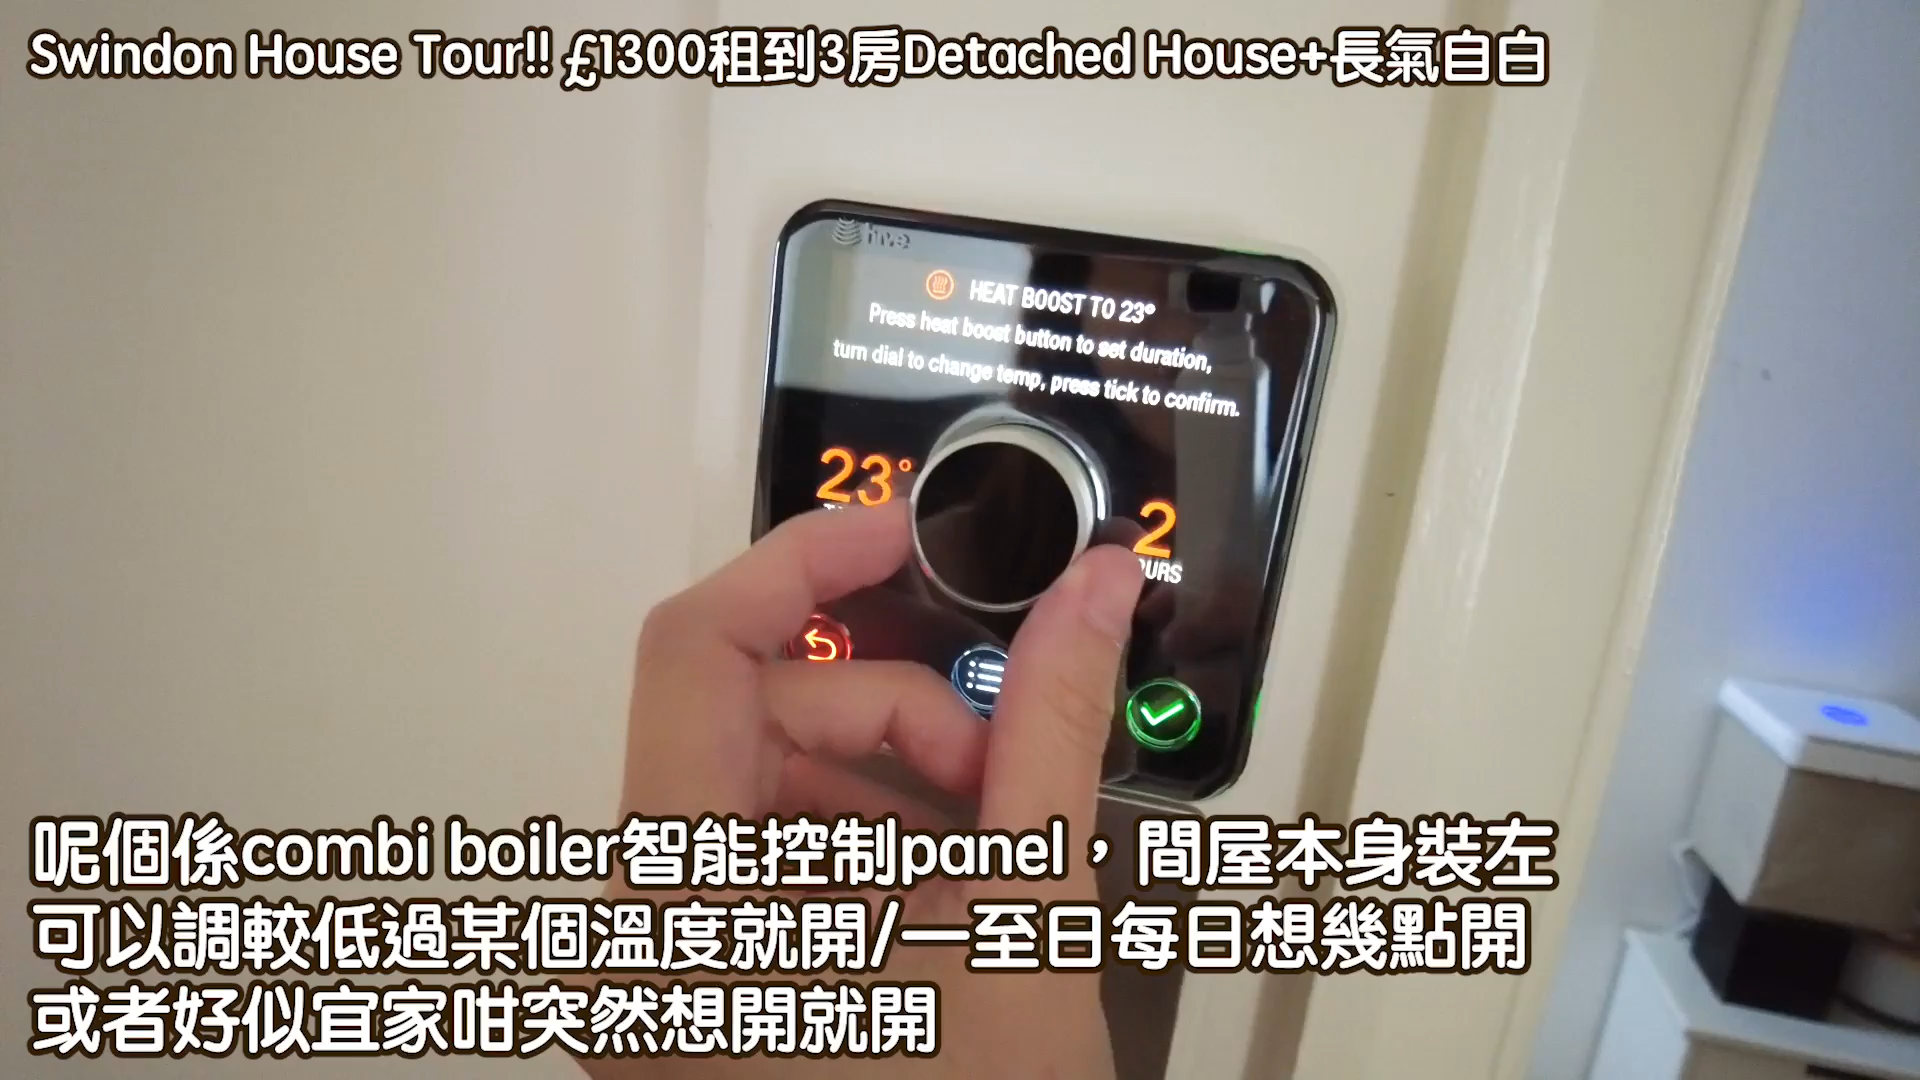 Swindon House Tour!! £1300租到3房Detached House+長氣自白
hive
HEAT BOOST TO 23°
Press heat boost button to set duration,
turn dial to change temp, press tick to confirm.
23°
2
呢個係combi boiler智能控制panel，間屋本身裝左
可以調較低過某個溫度就開/一至日每日想幾點開
或者好似宜家咁突然想開就開